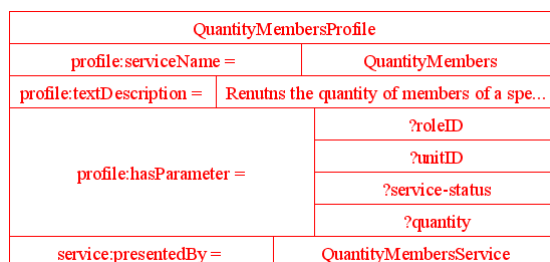 QuantityMembersProfile
profile:serviceName = QuantityMembers
profile:textDescription = Renutns the quantity of members of a spe...
profile:hasParameter =
?roleID
?unitID
?service-status
?quantity
service:presentedBy = QuantityMembersService